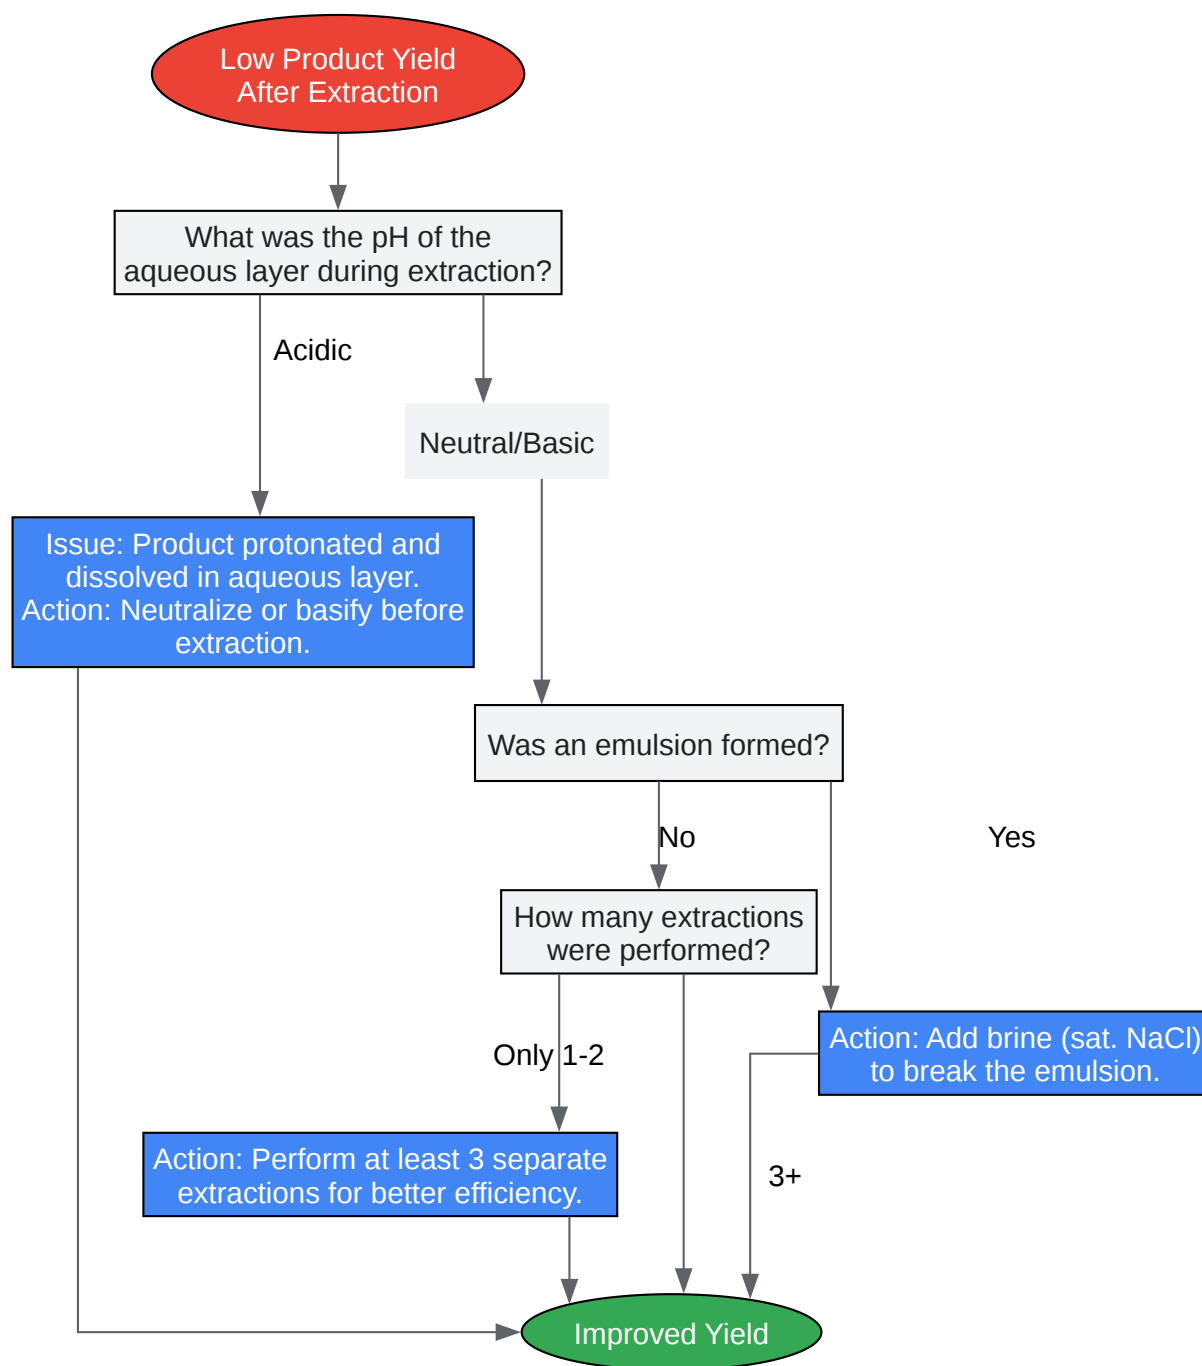 Low Product Yield
After Extraction
What was the pH of the
aqueous layer during extraction?
Acidic
Neutral/Basic
Issue: Product protonated and
dissolved in aqueous layer.
Action: Neutralize or basify before
extraction.
Was an emulsion formed?
No
Yes
How many extractions
were performed?
Only 1-2
Action: Add brine (sat. NaCl)
to break the emulsion.
Action: Perform at least 3 separate
extractions for better efficiency.
3+
Improved Yield